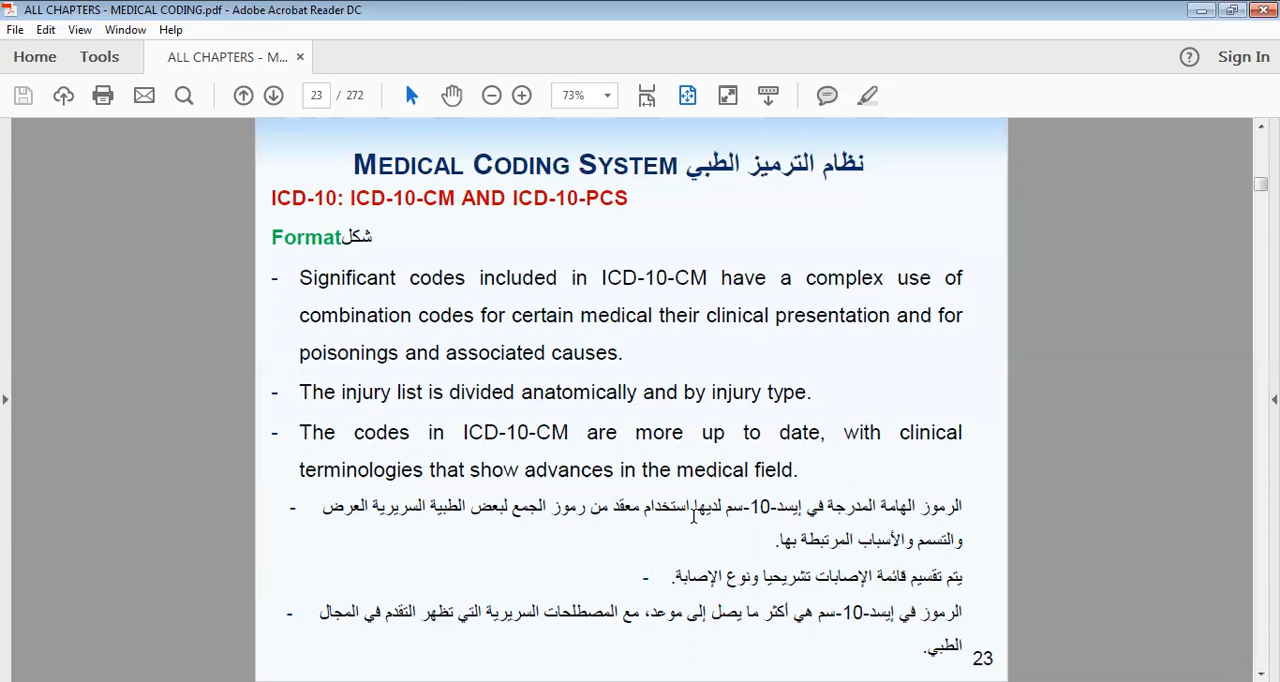 ALL CHAPTERS - MEDICAL CODING.pdf - Adobe Acrobat Reader DC
File Edit View Window Help
Home Tools ALL CHAPTERS - M... × ? Sign In
23 / 272 73%
MEDICAL CODING SYSTEM نظام الترميز الطبي
ICD-10: ICD-10-CM AND ICD-10-PCS
Formatشكل
- Significant codes included in ICD-10-CM have a complex use of
combination codes for certain medical their clinical presentation and for
poisonings and associated causes.
- The injury list is divided anatomically and by injury type.
- The codes in ICD-10-CM are more up to date, with clinical
terminologies that show advances in the medical field.
الرموز الهامة المدرجة في إيسد-10-سم لديها استخدام معقد من رموز الجمع لبعض الطبية السريرية العرض -
والتسمم والأسباب المرتبطة بها.
يتم تقسيم قائمة الإصابات تشريحيا ونوع الإصابة. -
الرموز في إيسد-10-سم هي أكثر ما يصل إلى موعد، مع المصطلحات السريرية التي تظهر التقدم في المجال -
الطبي.
23